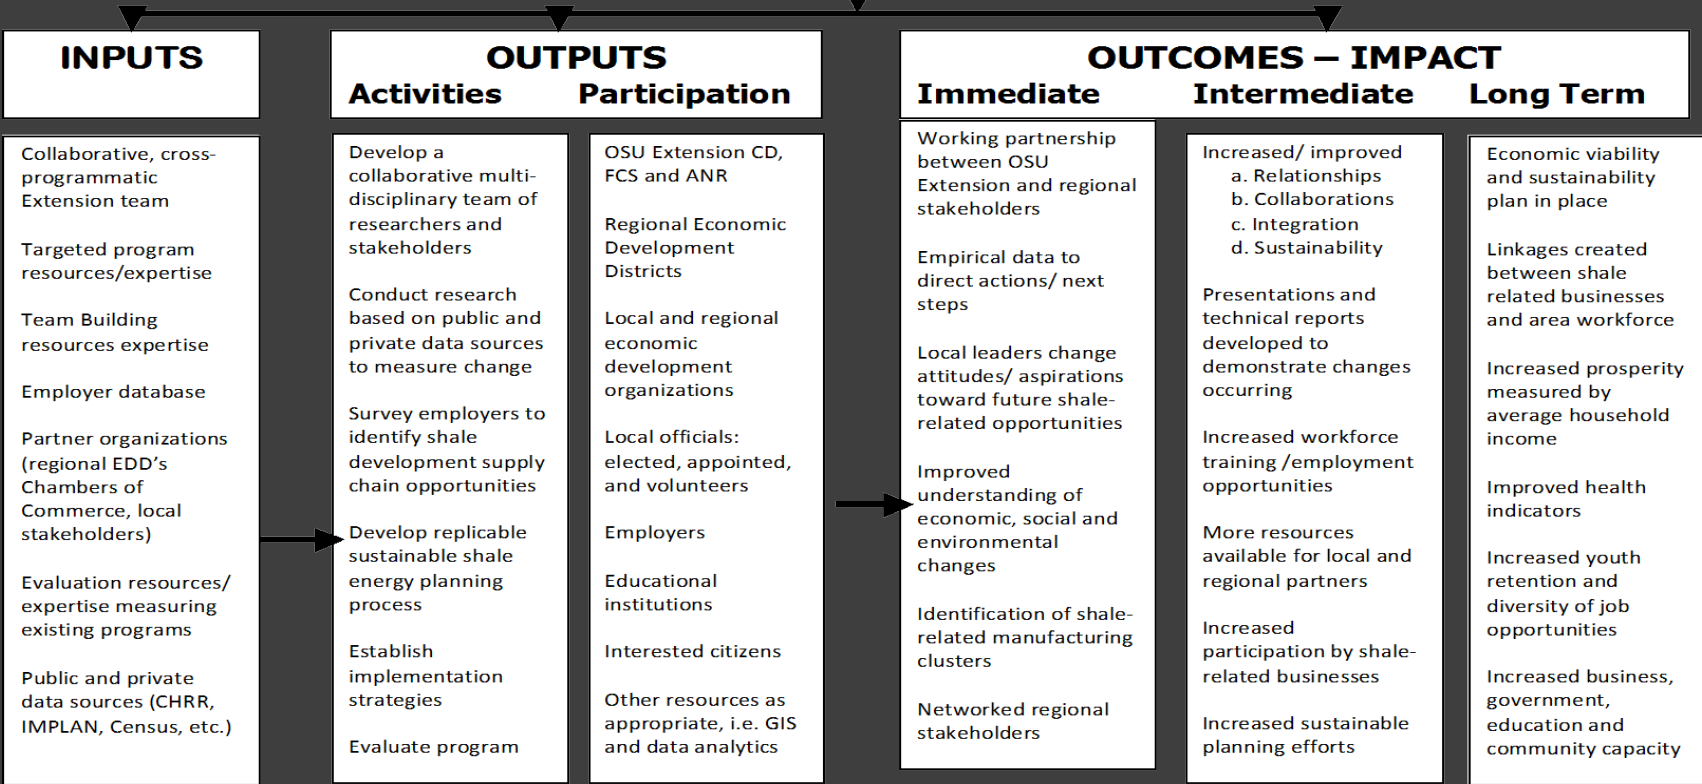 INPUTS
OUTPUTS
Activities Participation
OUTCOMES – IMPACT
Immediate Intermediate Long Term
Collaborative, cross-
programmatic
Extension team
Targeted program
resources/expertise
Team Building
resources expertise
Employer database
Partner organizations
(regional EDD’s
Chambers of
Commerce, local
stakeholders)
Evaluation resources/
expertise measuring
existing programs
Public and private
data sources (CHRR,
IMPLAN, Census, etc.)
Develop a
collaborative multi-
disciplinary team of
researchers and
stakeholders
Conduct research
based on public and
private data sources
to measure change
Survey employers to
identify shale
development supply
chain opportunities
Develop replicable
sustainable shale
energy planning
process
Establish
implementation
strategies
Evaluate program
OSU Extension CD,
FCS and ANR
Regional Economic
Development
Districts
Local and regional
economic
development
organizations
Local officials:
elected, appointed,
and volunteers
Employers
Educational
institutions
Interested citizens
Other resources as
appropriate, i.e. GIS
and data analytics
Working partnership
between OSU
Extension and regional
stakeholders
Empirical data to
direct actions/ next
steps
Local leaders change
attitudes/ aspirations
toward future shale-
related opportunities
Improved
understanding of
economic, social and
environmental
changes
Identification of shale-
related manufacturing
clusters
Networked regional
stakeholders
Increased/ improved
a. Relationships
b. Collaborations
c. Integration
d. Sustainability
Presentations and
technical reports
developed to
demonstrate changes
occurring
Increased workforce
training /employment
opportunities
More resources
available for local and
regional partners
Increased
participation by shale-
related businesses
Increased sustainable
planning efforts
Economic viability
and sustainability
plan in place
Linkages created
between shale
related businesses
and area workforce
Increased prosperity
measured by
average household
income
Improved health
indicators
Increased youth
retention and
diversity of job
opportunities
Increased business,
government,
education and
community capacity